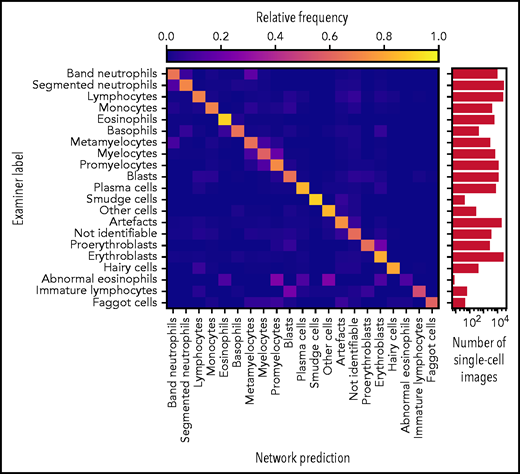 Relative frequency
0.0 0.2 0.4 0.6 0.8 1.0
Examiner label
Band neutrophils
Segmented neutrophils
Lymphocytes
Monocytes
Eosinophils
Basophils
Metamyelocytes
Myelocytes
Promyelocytes
Blasts
Plasma cells
Smudge cells
Other cells
Artefacts
Not identifiable
Proerythroblasts
Erythroblasts
Hairy cells
Abnormal eosinophils
Immature lymphocytes
Faggot cells
Band neutrophils
Segmented neutrophils
Lymphocytes
Monocytes
Eosinophils
Basophils
Metamyelocytes
Myelocytes
Promyelocytes
Blasts
Plasma cells
Smudge cells
Other cells
Artefacts
Not identifiable
Proerythroblasts
Erythroblasts
Hairy cells
Abnormal eosinophils
Immature lymphocytes
Faggot cells
Network prediction
10² 10⁴
Number of
single-cell
images